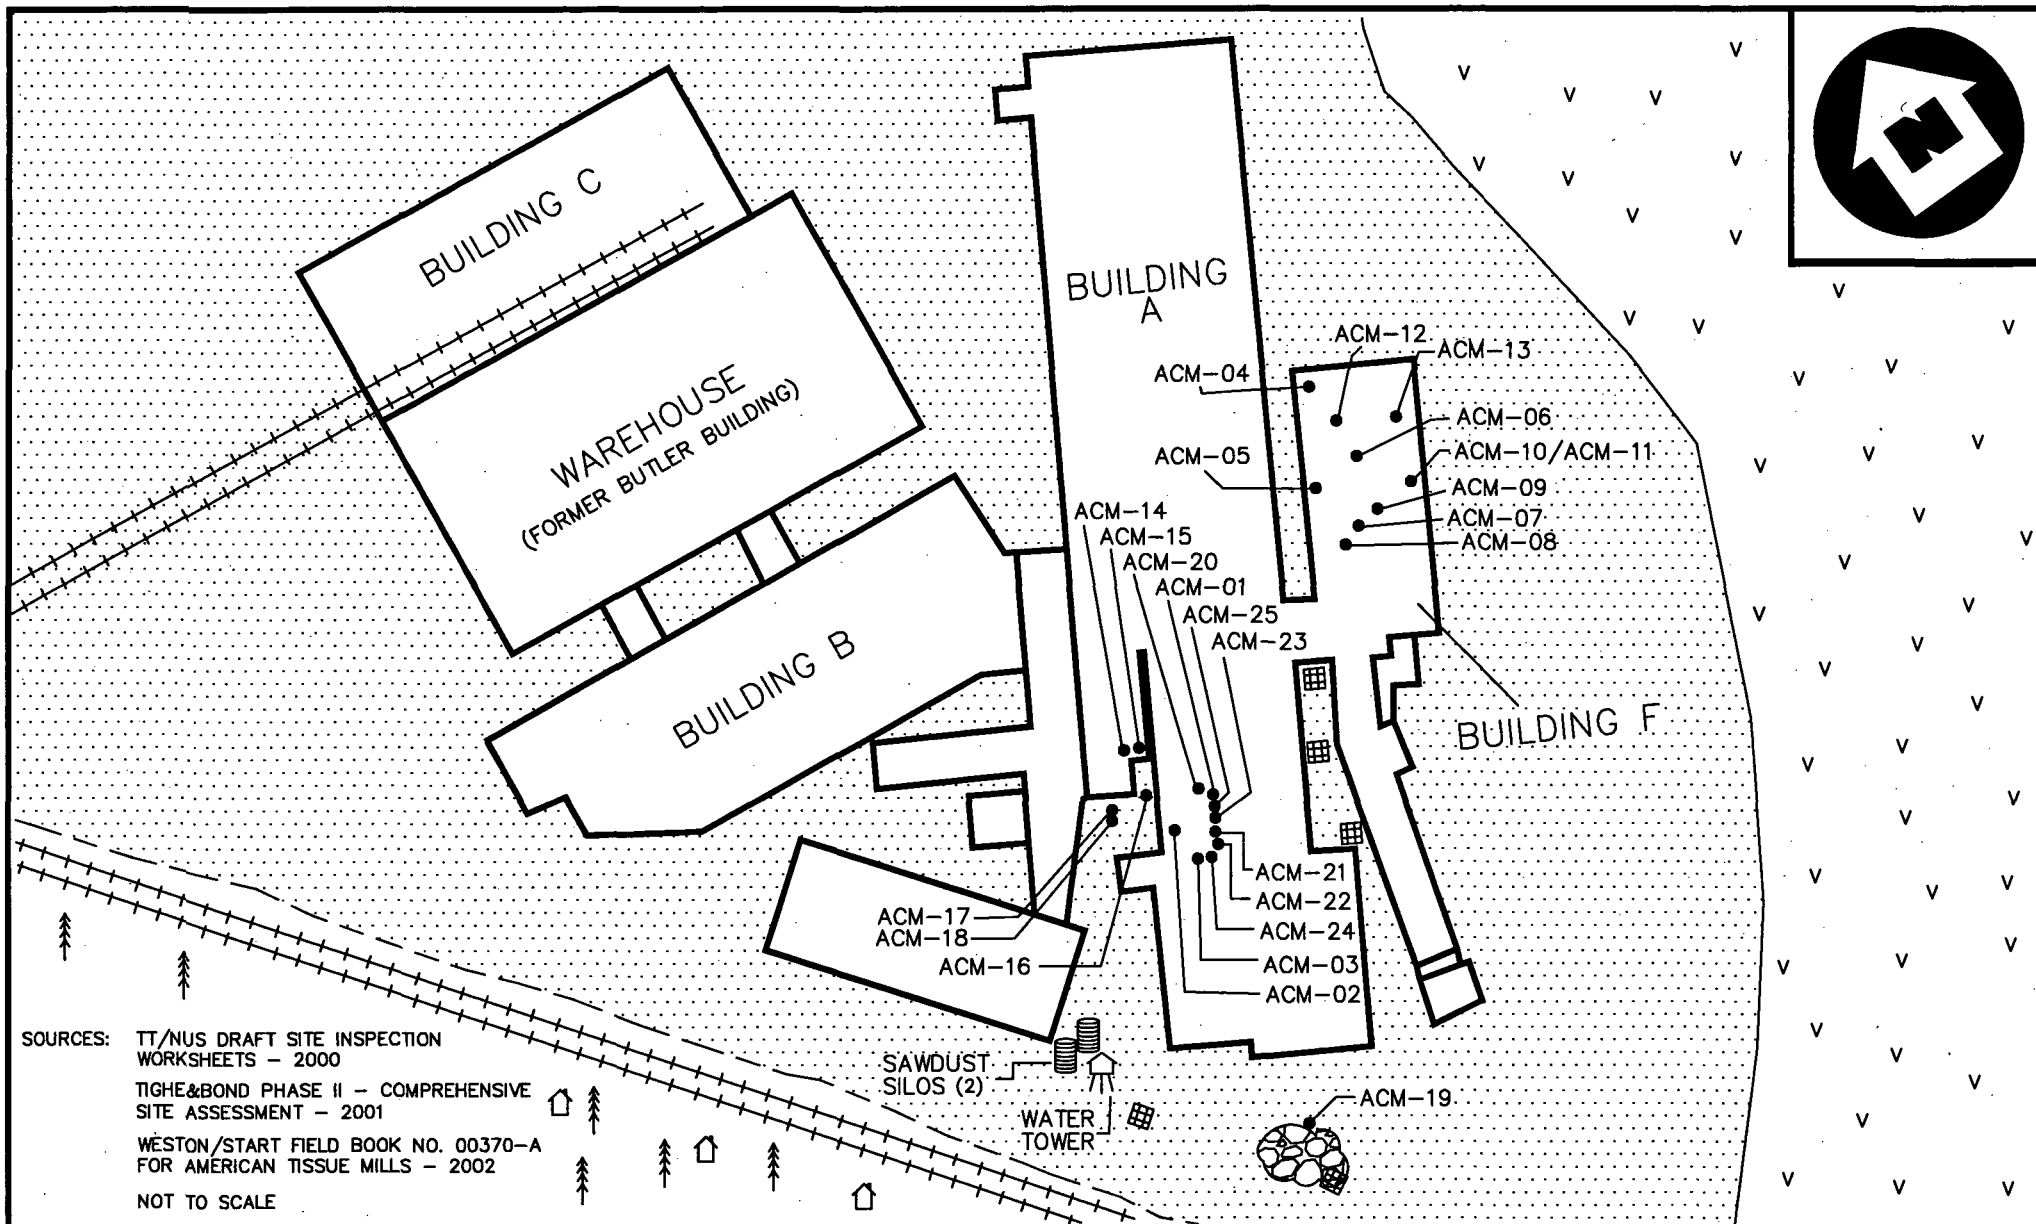 N
BUILDING C
BUILDING
A
WAREHOUSE
(FORMER BUTLER BUILDING)
BUILDING B
BUILDING F
ACM-12
ACM-13
ACM-04
ACM-06
ACM-10/ACM-11
ACM-05
ACM-09
ACM-07
ACM-08
ACM-14
ACM-15
ACM-20
ACM-01
ACM-25
ACM-23
ACM-21
ACM-22
ACM-24
ACM-03
ACM-02
ACM-17
ACM-18
ACM-16
SAWDUST
SILOS (2)
WATER
TOWER
ACM-19
SOURCES: TT/NUS DRAFT SITE INSPECTION
WORKSHEETS - 2000
TIGHE&BOND PHASE II - COMPREHENSIVE
SITE ASSESSMENT - 2001
WESTON/START FIELD BOOK NO. 00370-A
FOR AMERICAN TISSUE MILLS - 2002
NOT TO SCALE